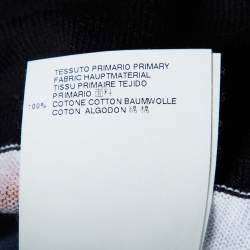 TESSUTO PRIMARIO PRIMARY
FABRIC HAUPTMATERIAL
TISSU PRIMAIRE TEJIDO
PRIMARIO 面料
100% COTONE COTTON BAUMWOLLE
COTON ALGODON 綿 棉